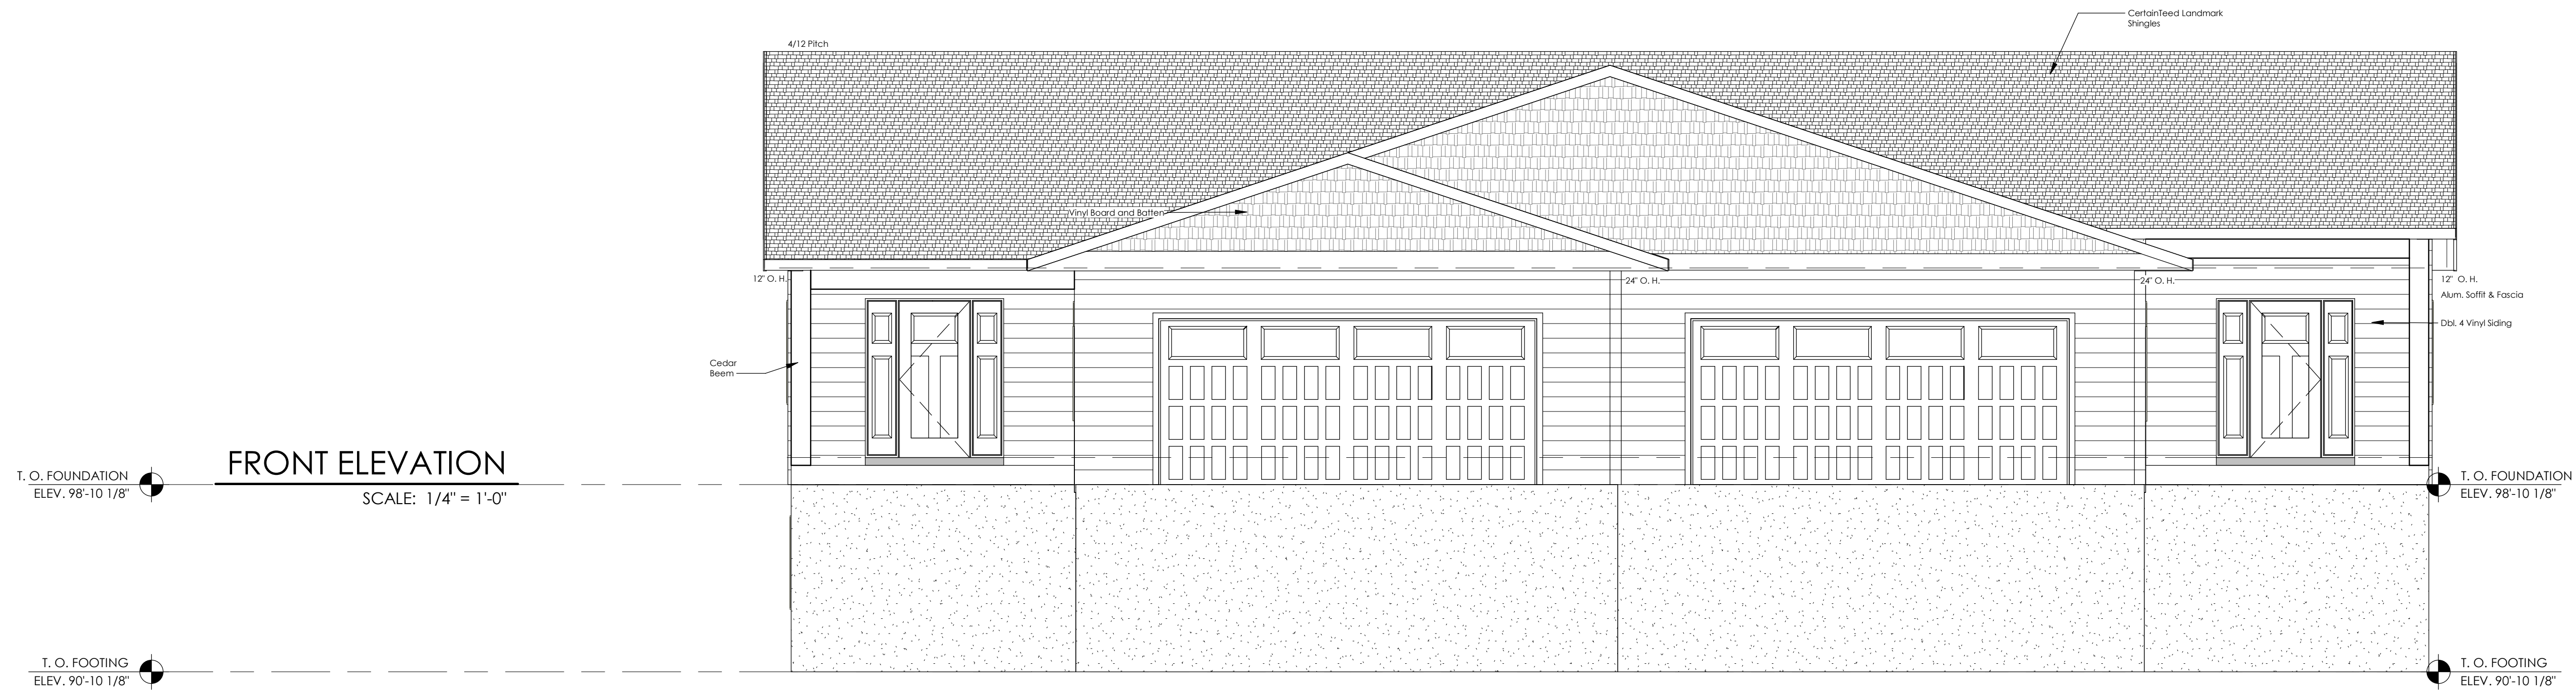 CertainTeed Landmark
Shingles
4/12 Pitch
Vinyl Board and Batten
12" O. H.
24" O. H.
24" O. H.
12" O. H.
Alum. Soffit & Fascia
Dbl. 4 Vinyl Siding
Cedar
Beem
FRONT ELEVATION
SCALE: 1/4" = 1'-0"
T. O. FOUNDATION
ELEV. 98'-10 1/8"
T. O. FOUNDATION
ELEV. 98'-10 1/8"
T. O. FOOTING
ELEV. 90'-10 1/8"
T. O. FOOTING
ELEV. 90'-10 1/8"